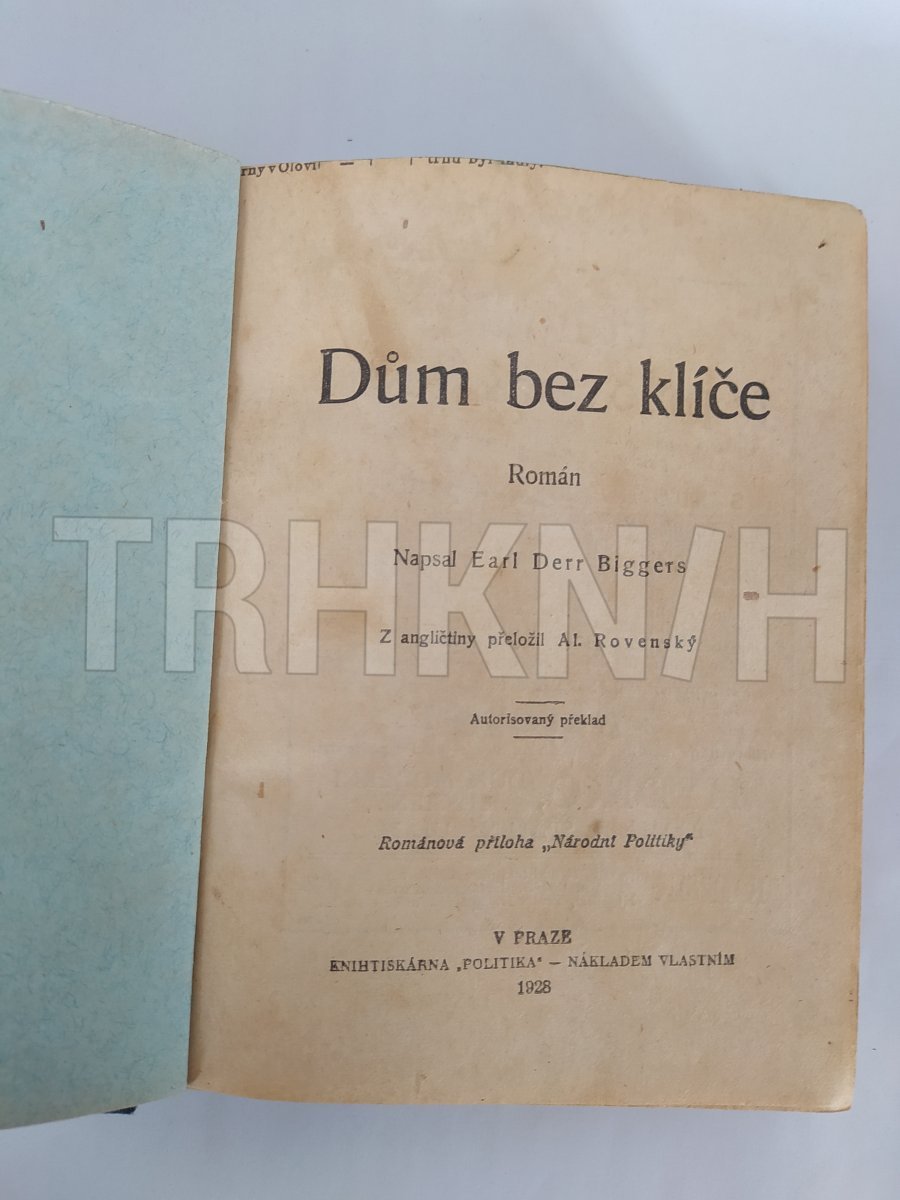 Dům bez klíče
Román
Napsal Earl Derr Biggers
Z angličtiny přeložil Al. Rovenský
Autorisovaný překlad
Románová příloha „Národní Politiky“
V PRAZE
KNIHTISKÁRNA „POLITIKA“ — NÁKLADEM VLASTNÍM
1928
TRHKNIH